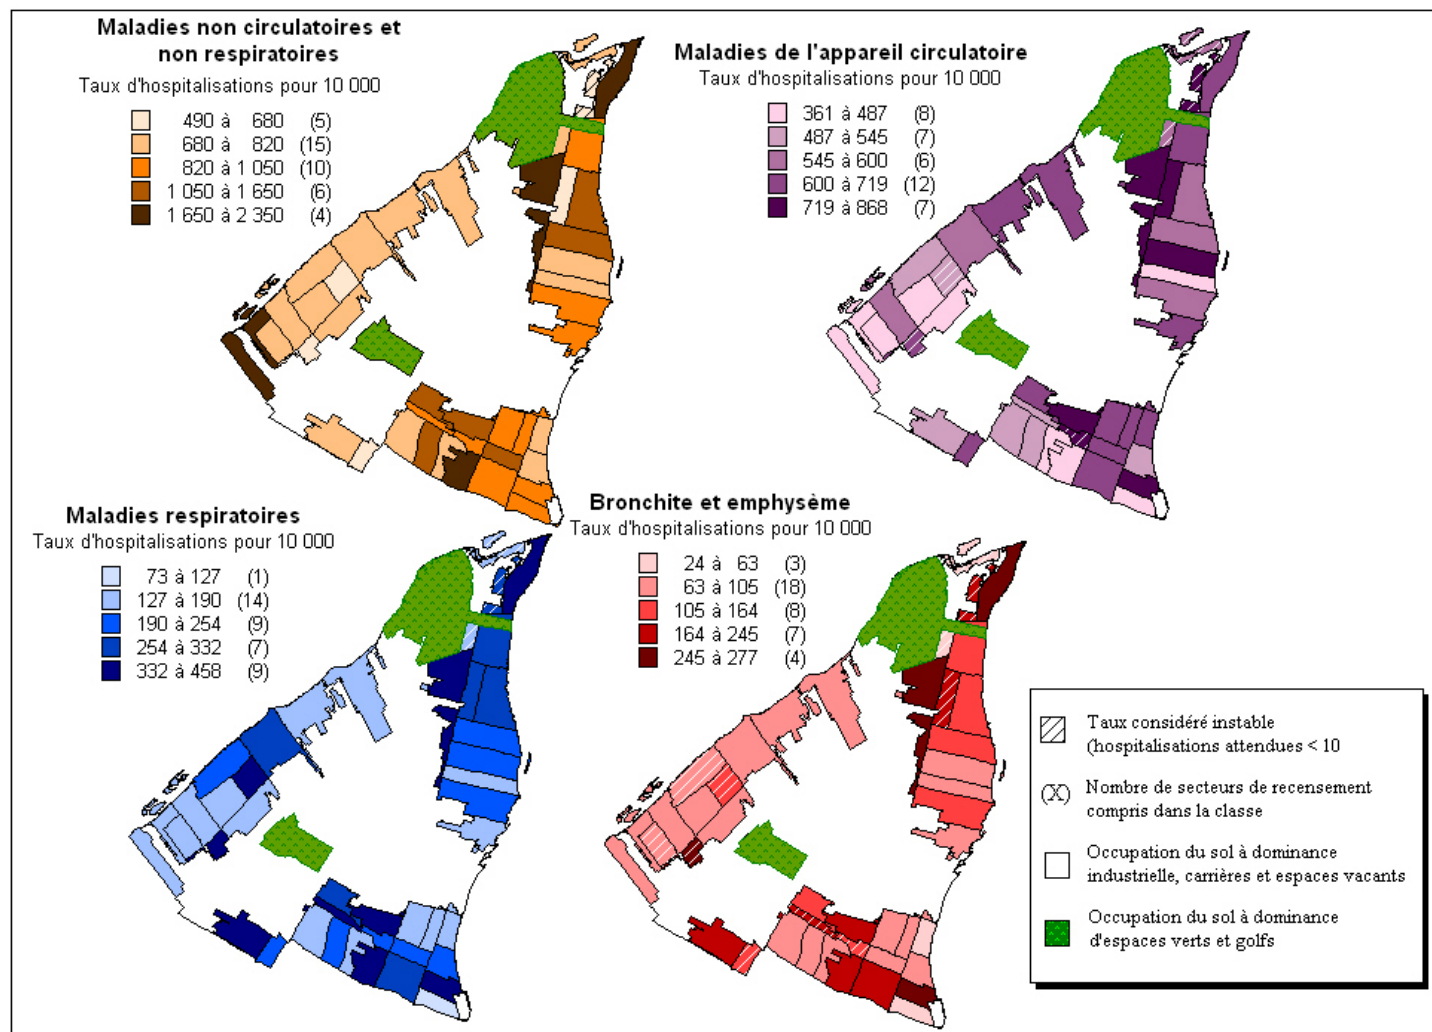 Maladies non circulatoires et
non respiratoires
Taux d'hospitalisations pour 10 000
490 à 680 (5)
680 à 820 (15)
820 à 1 050 (10)
1 050 à 1 650 (6)
1 650 à 2 350 (4)
Maladies de l'appareil circulatoire
Taux d'hospitalisations pour 10 000
361 à 487 (8)
487 à 545 (7)
545 à 600 (6)
600 à 719 (12)
719 à 868 (7)
Maladies respiratoires
Taux d'hospitalisations pour 10 000
73 à 127 (1)
127 à 190 (14)
190 à 254 (9)
254 à 332 (7)
332 à 458 (9)
Bronchite et emphysème
Taux d'hospitalisations pour 10 000
24 à 63 (3)
63 à 105 (18)
105 à 164 (8)
164 à 245 (7)
245 à 277 (4)
Taux considéré instable
(hospitalisations attendues < 10
(X) Nombre de secteurs de recensement
compris dans la classe
Occupation du sol à dominance
industrielle, carrières et espaces vacants
Occupation du sol à dominance
d'espaces verts et golfs